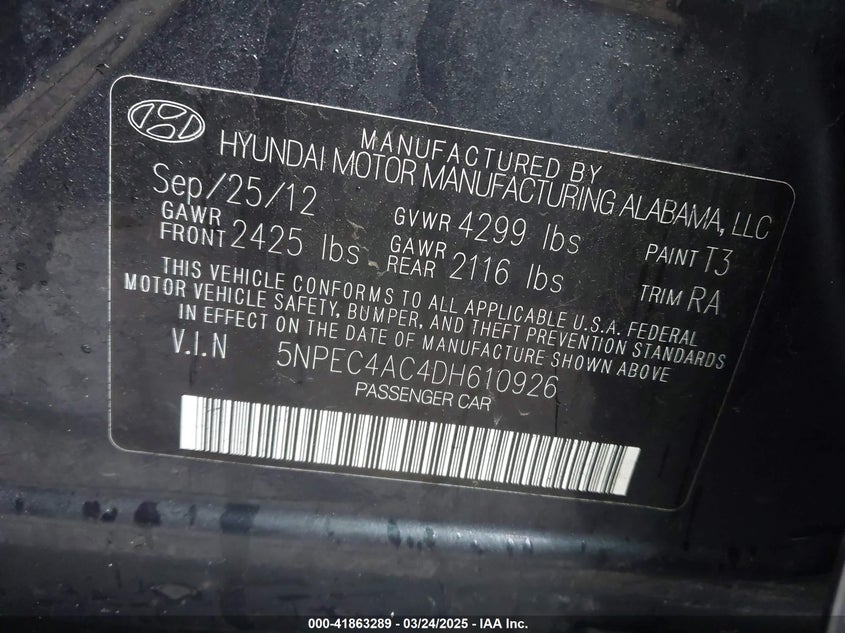 MANUFACTURED BY
HYUNDAI MOTOR MANUFACTURING ALABAMA, LLC
Sep/25/12 GVWR 4299 lbs PAINT T3
GAWR FRONT 2425 lbs GAWR REAR 2116 lbs TRIM RA
THIS VEHICLE CONFORMS TO ALL APPLICABLE U.S.A. FEDERAL
MOTOR VEHICLE SAFETY, BUMPER, AND THEFT PREVENTION STANDARDS
IN EFFECT ON THE DATE OF MANUFACTURE SHOWN ABOVE
V.I.N 5NPEC4AC4DH610926
PASSENGER CAR
000-41863289 - 03/24/2025 - IAA Inc.